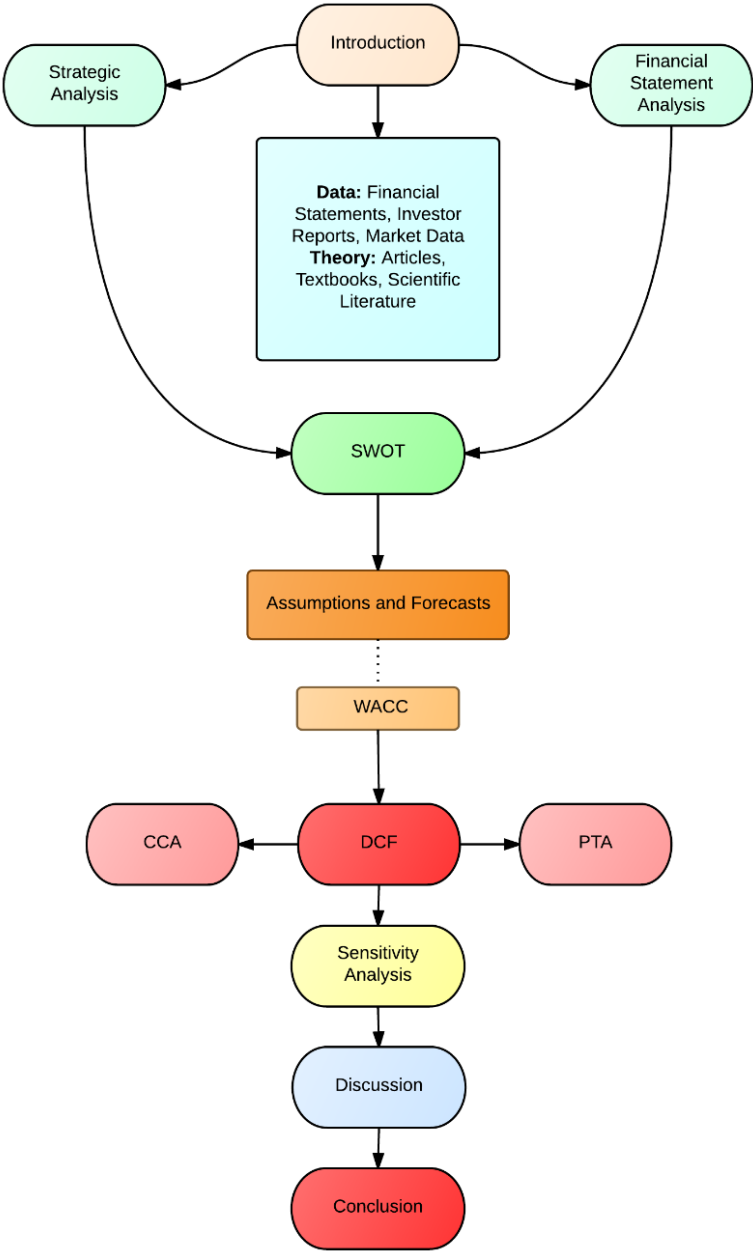 Introduction
Strategic
Analysis
Financial
Statement
Analysis
Data: Financial
Statements, Investor
Reports, Market Data
Theory: Articles,
Textbooks, Scientific
Literature
SWOT
Assumptions and Forecasts
WACC
CCA
DCF
PTA
Sensitivity
Analysis
Discussion
Conclusion